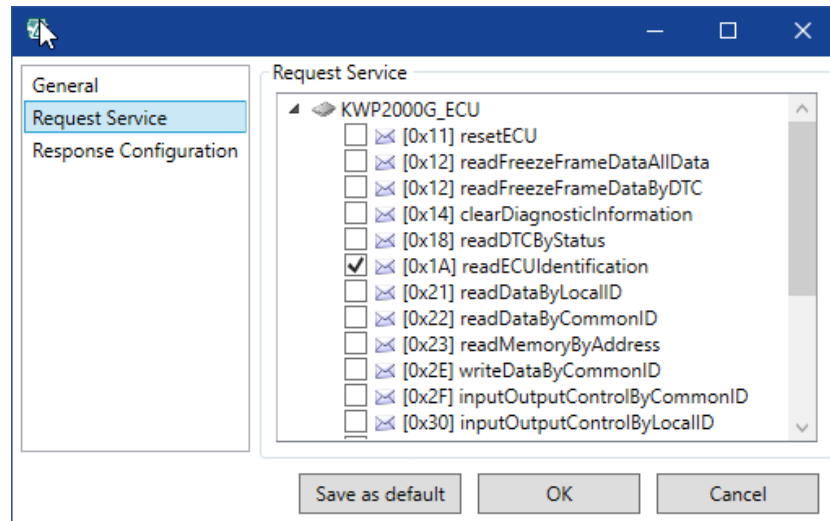 General
Request Service
Response Configuration
Request Service
KWP2000G_ECU
[0x11] resetECU
[0x12] readFreezeFrameDataAllData
[0x12] readFreezeFrameDataByDTC
[0x14] clearDiagnosticInformation
[0x18] readDTCByStatus
[0x1A] readECUIdentification
[0x21] readDataByLocalID
[0x22] readDataByCommonID
[0x23] readMemoryByAddress
[0x2E] writeDataByCommonID
[0x2F] inputOutputControlByCommonID
[0x30] inputOutputControlByLocalID
Save as default
OK
Cancel